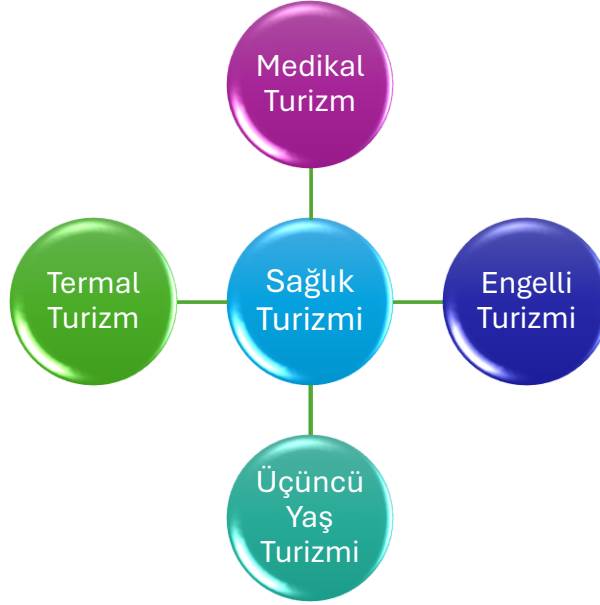 Medikal
Turizm
Termal
Turizm
Sağlık
Turizmi
Engelli
Turizmi
Üçüncü
Yaş
Turizmi